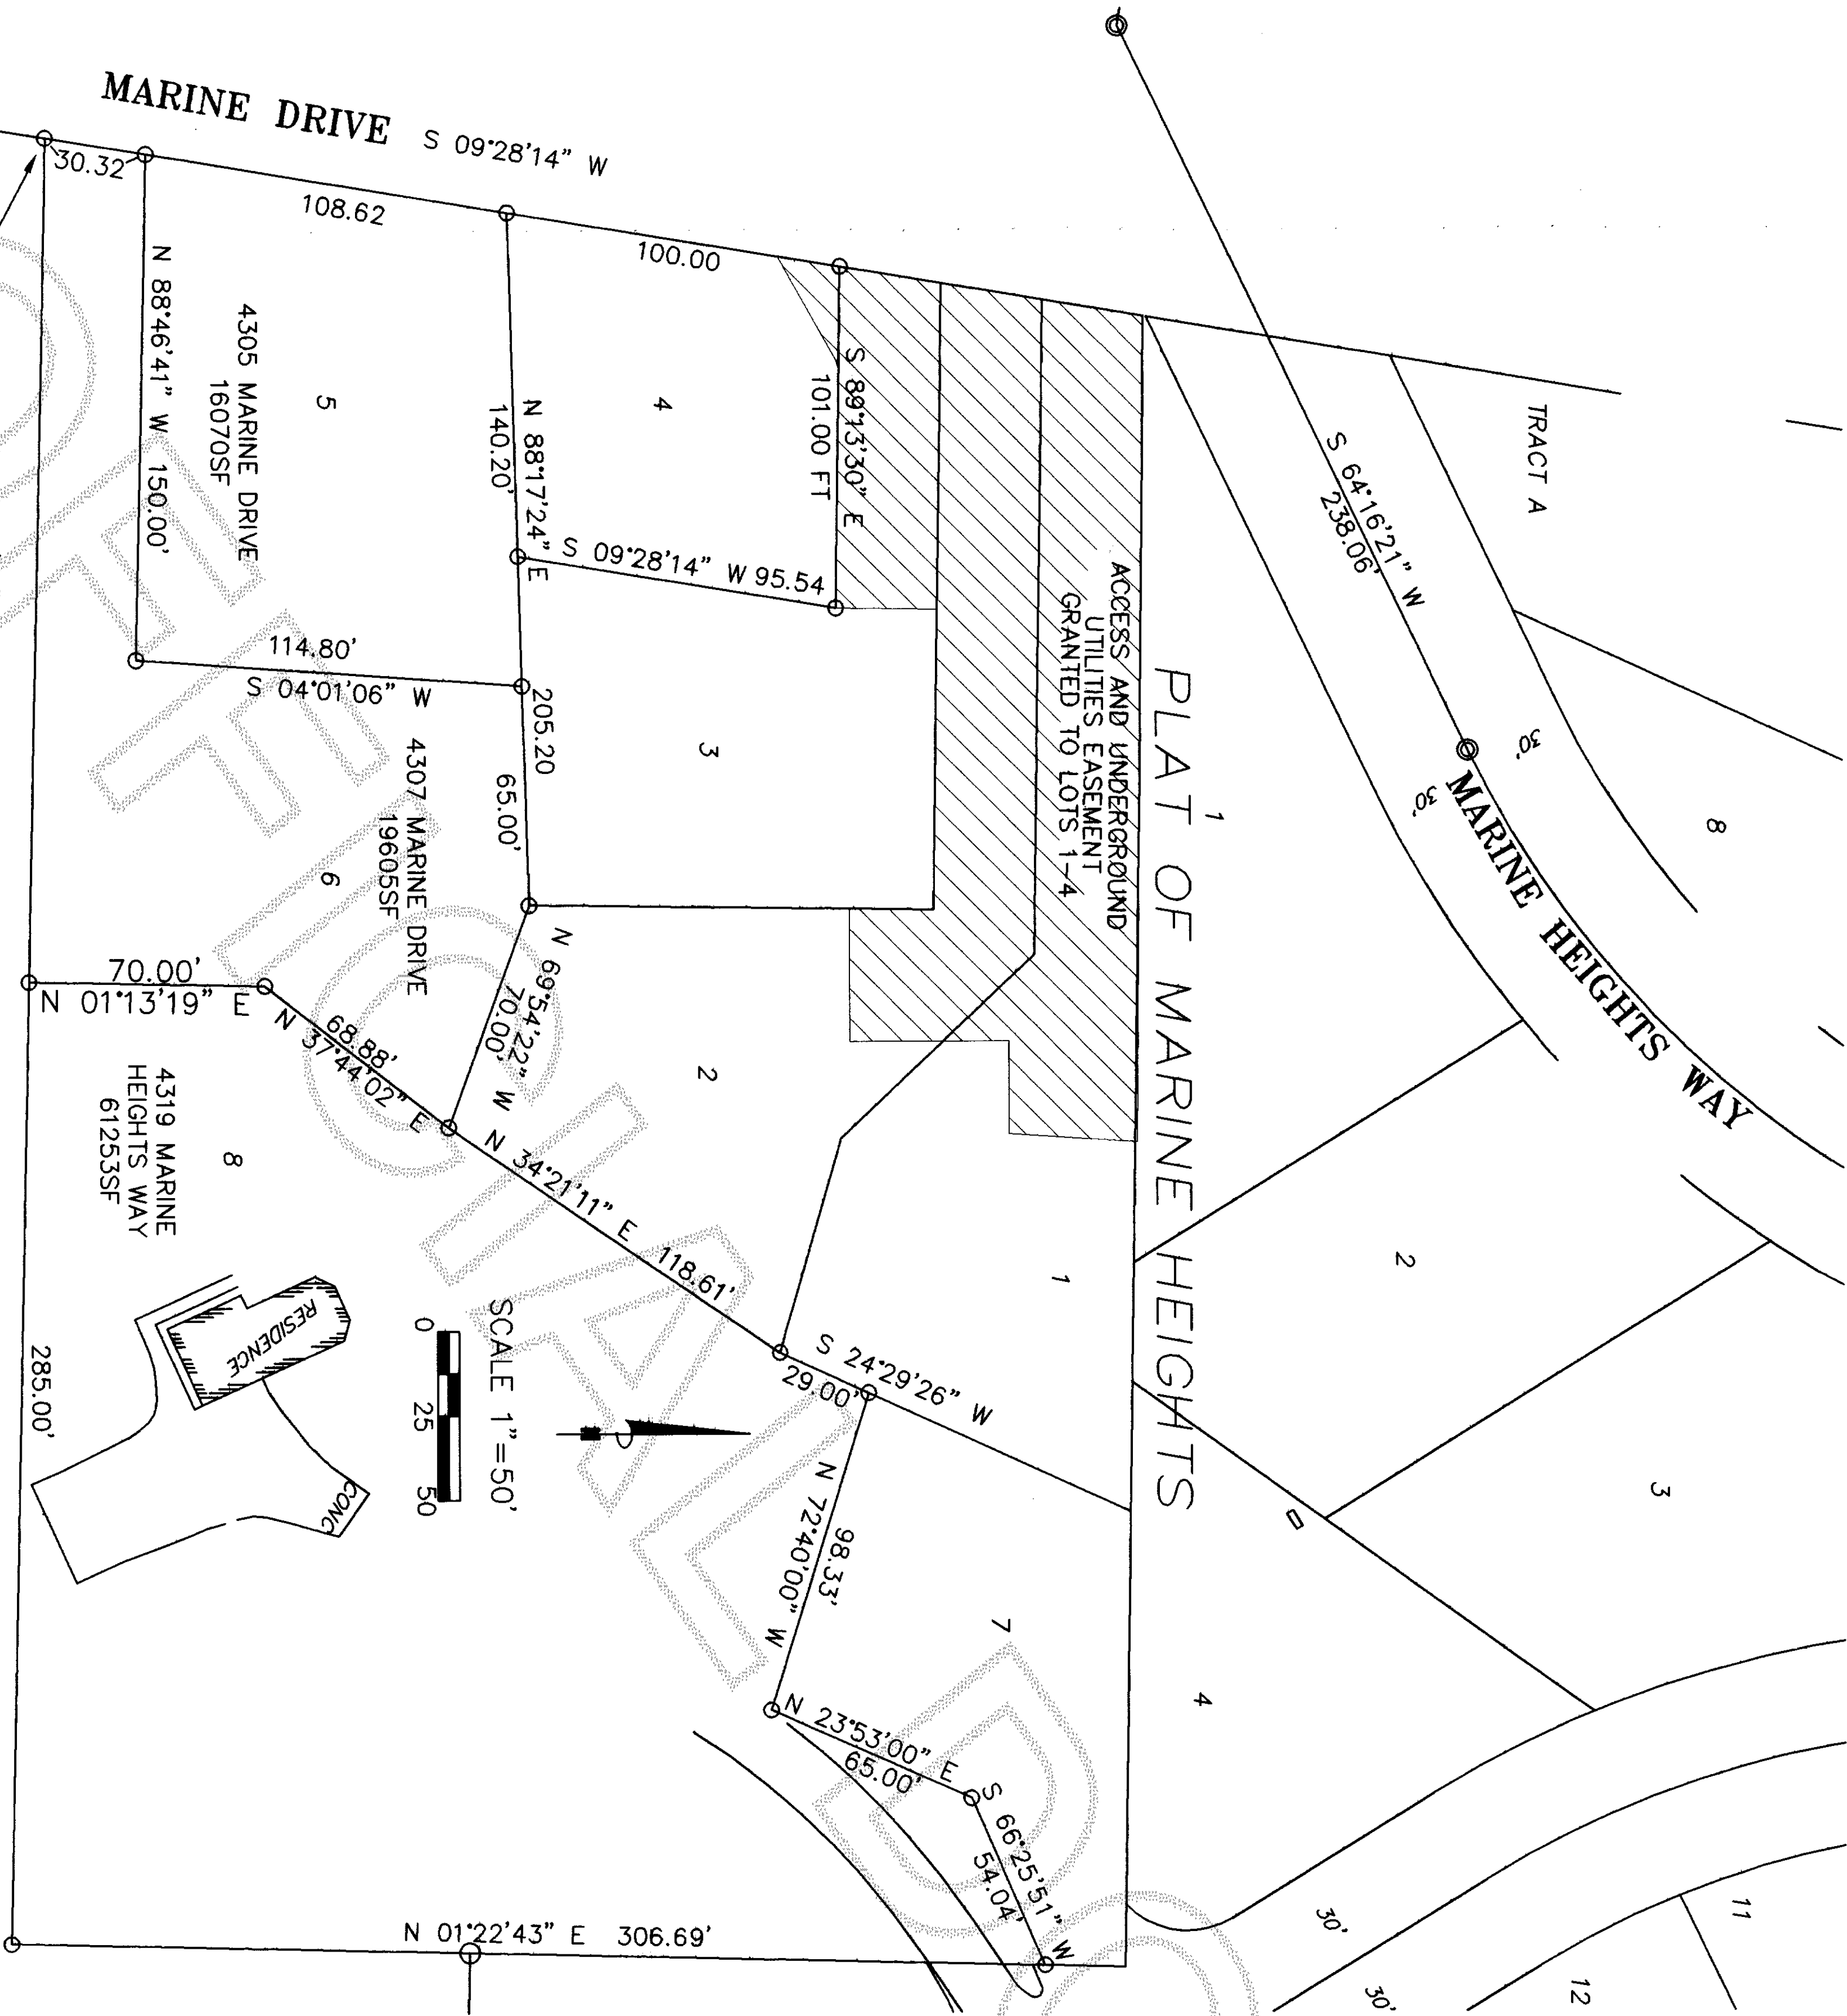 MARINE DRIVE
S 09°28'14" W
30.32'
108.62
100.00
N 88°46'41" W 150.00'
4305 MARINE DRIVE
16070SF
5
N 88°17'24" E
140.20'
4
S 89°13'30" E
101.00 FT
S 09°28'14" W 95.54
114.80'
S 04°01'06" W
205.20
65.00'
3
ACCESS AND UNDERGROUND
UTILITIES EASEMENT
GRANTED TO LOTS 1-4
PLAT OF MARINE HEIGHTS
1
TRACT A
S 64°16'21" W
238.06'
30'
30'
MARINE HEIGHTS WAY
8
4307 MARINE DRIVE
19605SF
6
70.00'
N 01°13'19" E
68.88'
N 37°44'02" E
N 69°54'22" W
70.00'
2
N 34°21'11" E 118.61'
1
2
3
4319 MARINE
HEIGHTS WAY
61253SF
8
RESIDENCE
CONC
SCALE 1"=50'
0 25 50
S 24°29'26" W
29.00'
N 72°40'00" W
98.33'
7
4
N 23°53'00" E
65.00'
S 66°25'51" W
54.04'
285.00'
N 01°22'43" E 306.69'
30'
30'
11
12